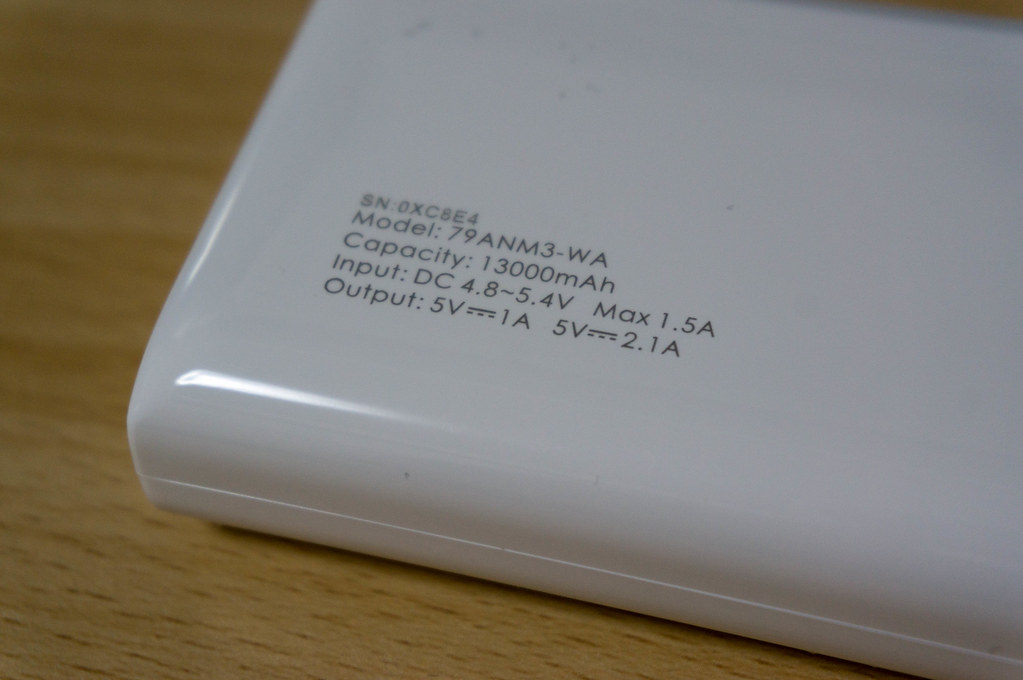 SN:0XC8E4
Model: 79ANM3-WA
Capacity: 13000mAh
Input: DC 4.8~5.4V Max 1.5A
Output: 5V⎓1A 5V⎓2.1A